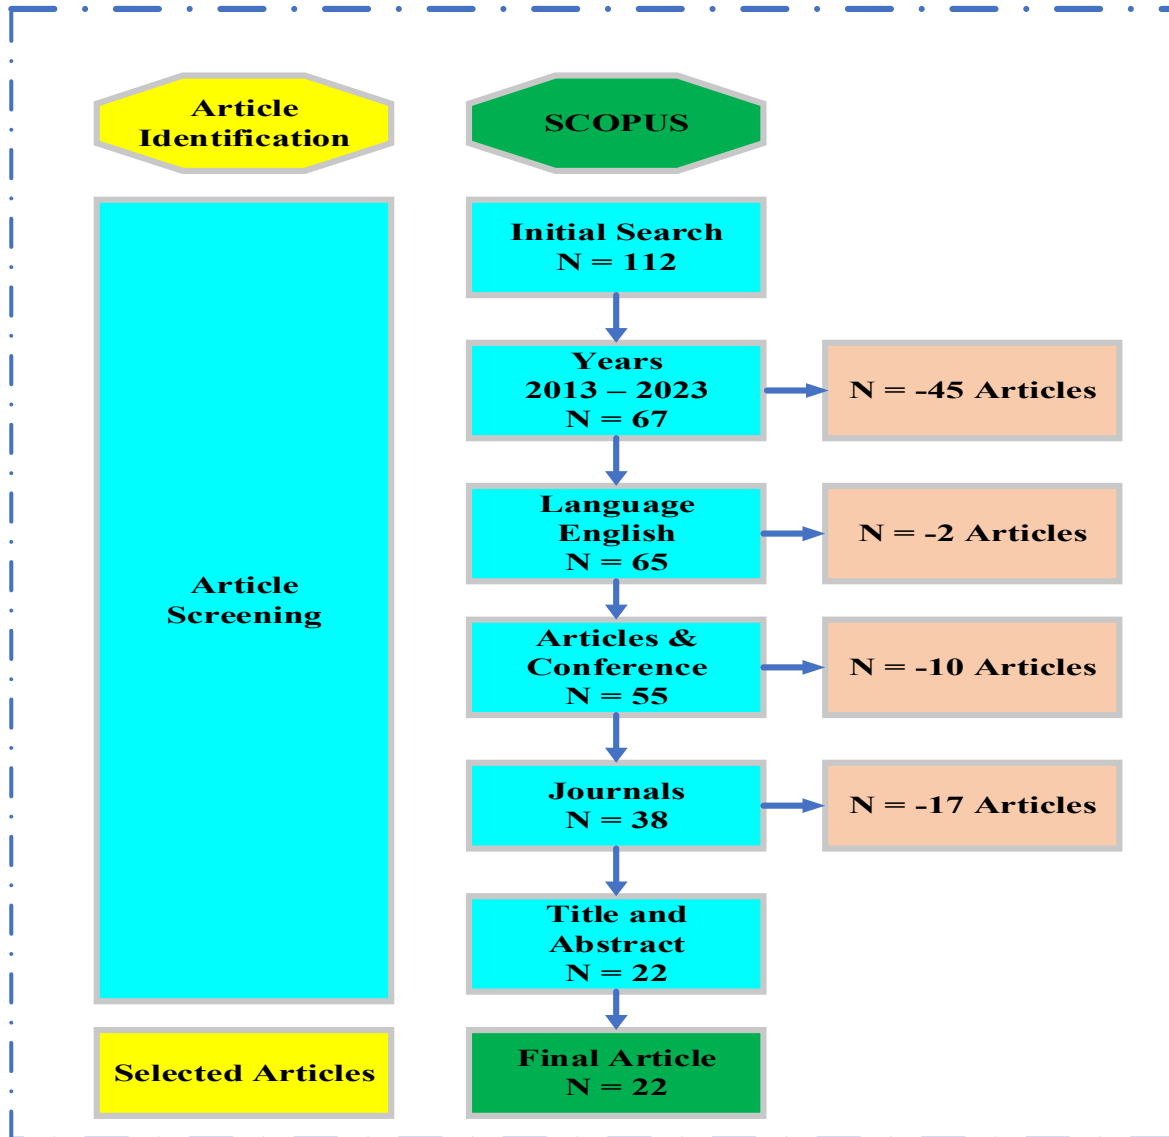 Article
Identification
SCOPUS
Initial Search
N = 112
Years
2013 – 2023
N = 67
N = -45 Articles
Language
English
N = 65
N = -2 Articles
Article
Screening
Articles &
Conference
N = 55
N = -10 Articles
Journals
N = 38
N = -17 Articles
Title and
Abstract
N = 22
Selected Articles
Final Article
N = 22